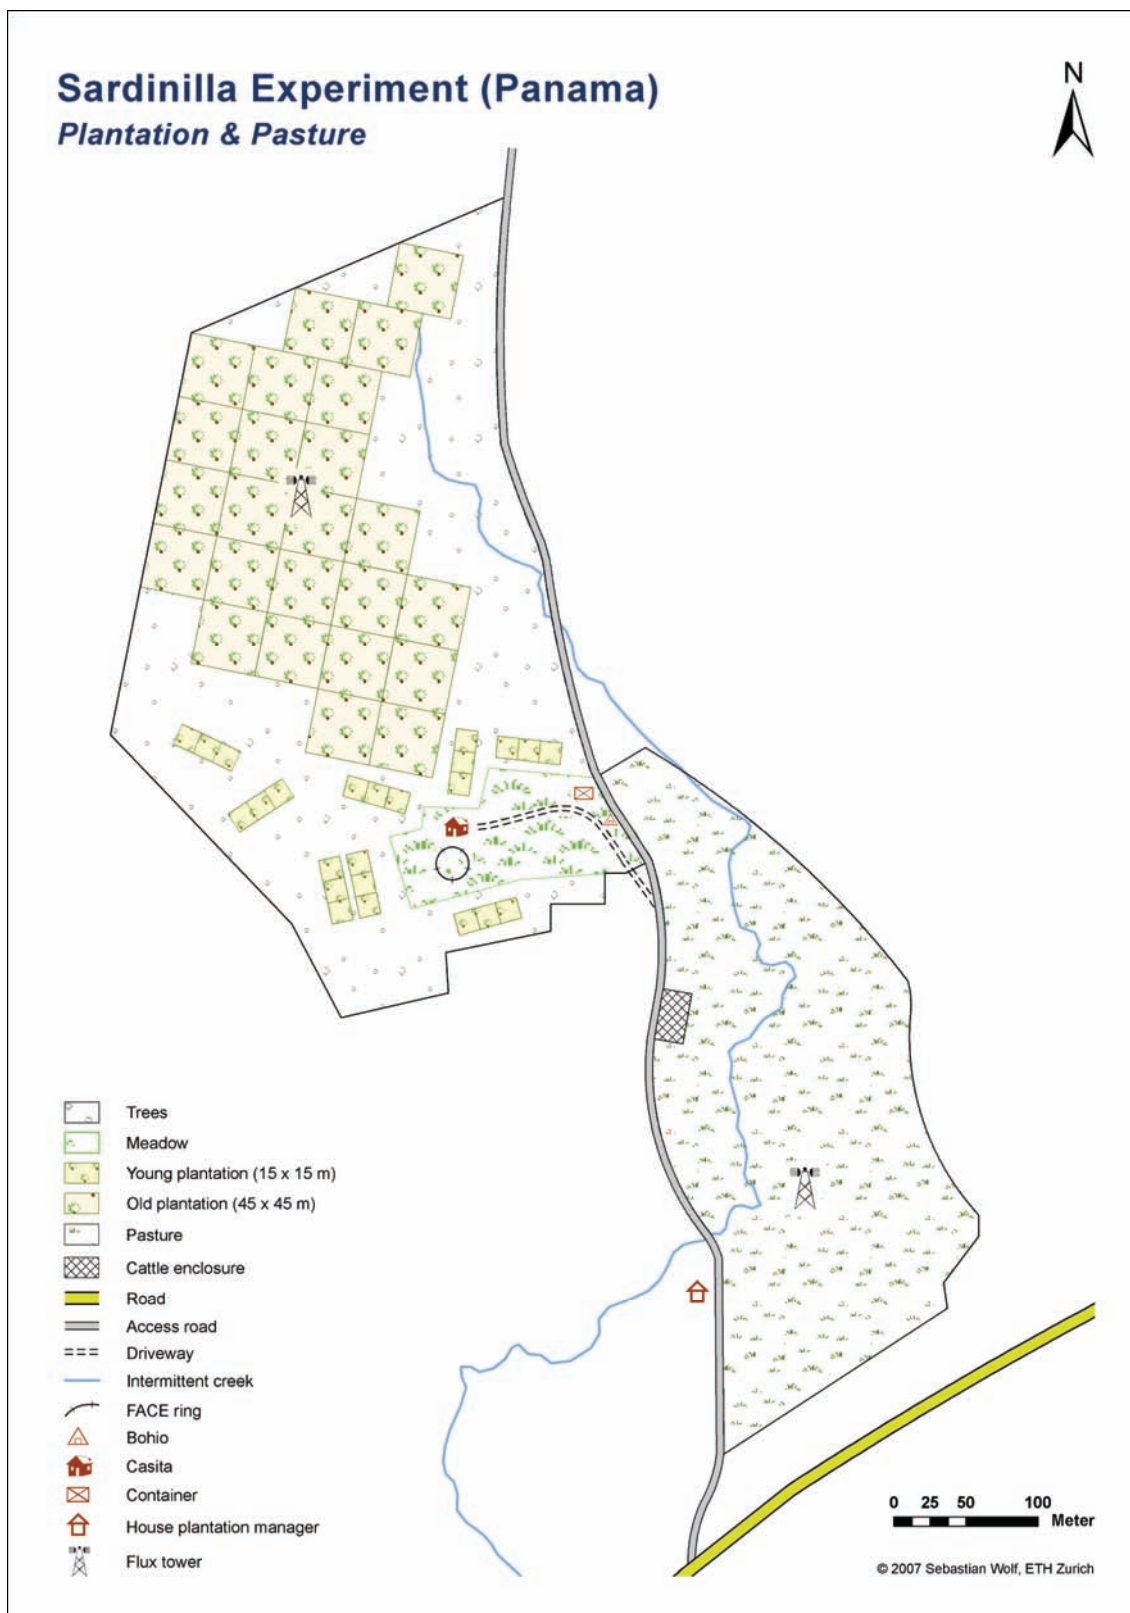 Sardinilla Experiment (Panama)
Plantation & Pasture
N
Trees
Meadow
Young plantation (15 x 15 m)
Old plantation (45 x 45 m)
Pasture
Cattle enclosure
Road
Access road
Driveway
Intermittent creek
FACE ring
Bohio
Casita
Container
House plantation manager
Flux tower
0 25 50 100
Meter
© 2007 Sebastian Wolf, ETH Zurich